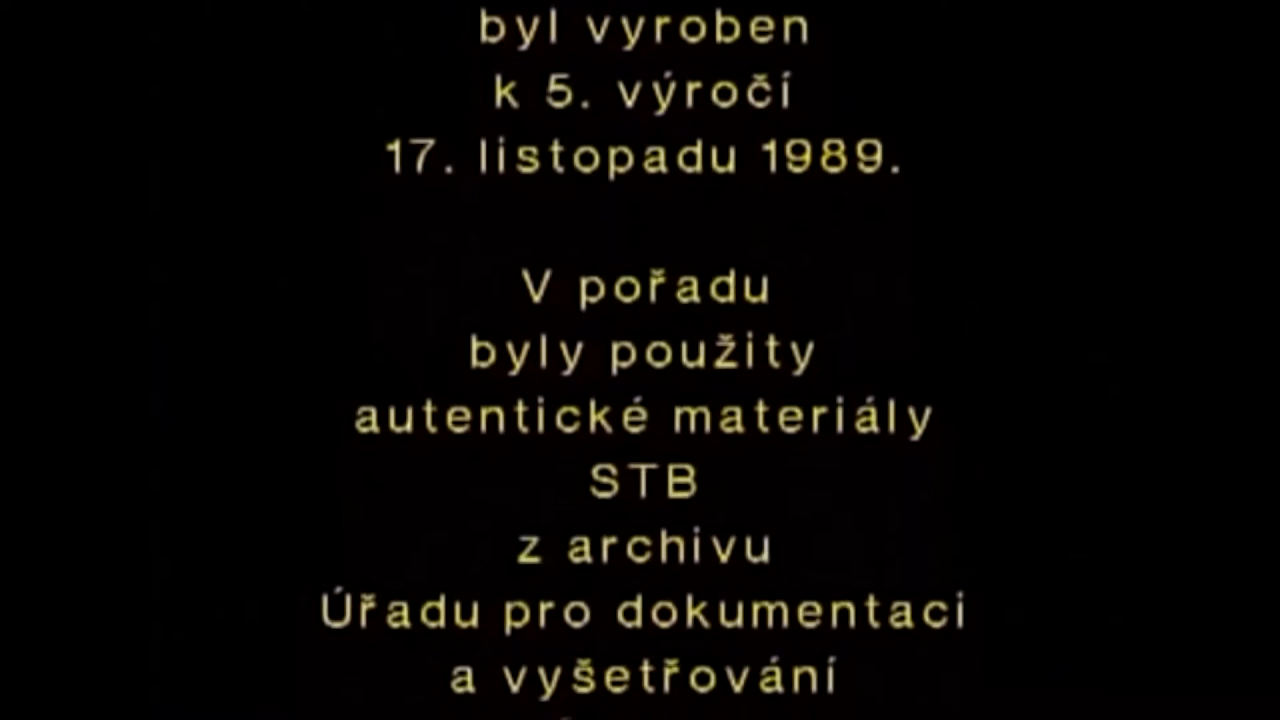 byl vyroben
k 5. výročí
17. listopadu 1989.
V pořadu
byly použity
autentické materiály
STB
z archivu
Úřadu pro dokumentaci
a vyšetřování